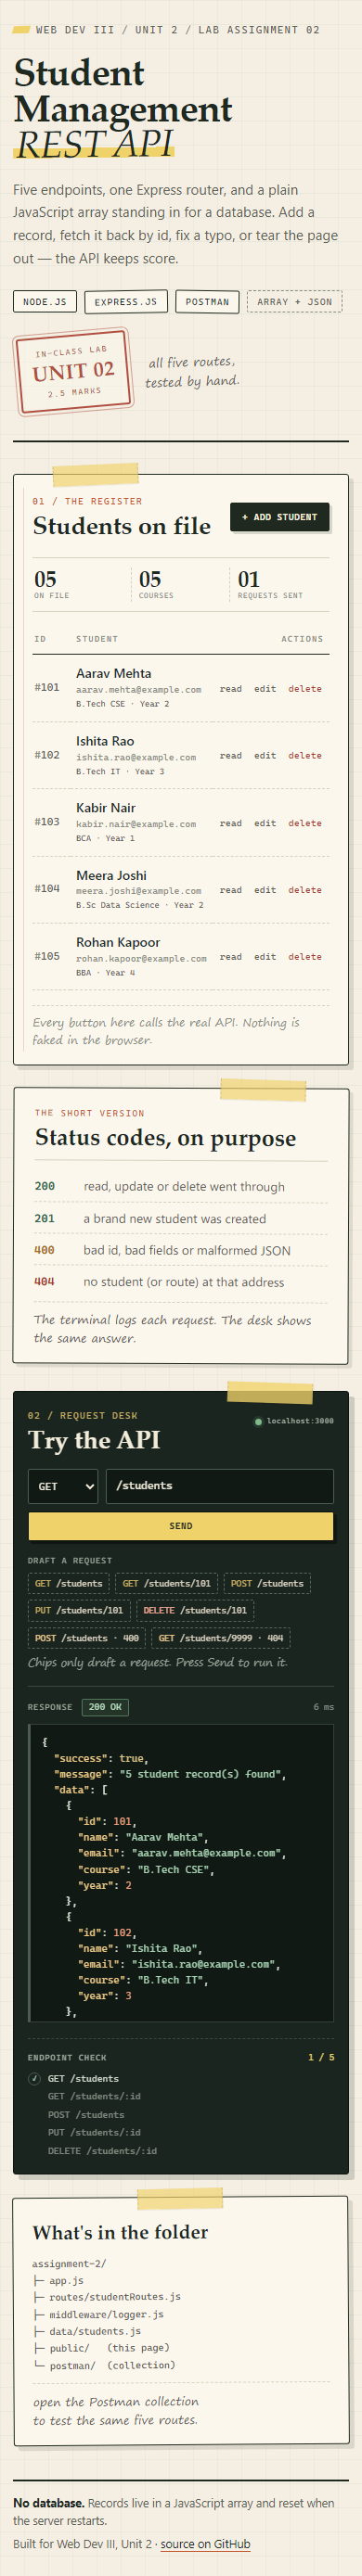 WEB DEV III / UNIT 2 / LAB ASSIGNMENT 02
Student
Management
REST API
Five endpoints, one Express router, and a plain
JavaScript array standing in for a database. Add a
record, fetch it back by id, fix a typo, or tear the page
out — the API keeps score.
NODE.JS EXPRESS.JS POSTMAN ARRAY + JSON
IN-CLASS LAB
UNIT 02
2.5 MARKS
all five routes,
tested by hand.
01 / THE REGISTER
Students on file
+ ADD STUDENT
05 05 01
ON FILE COURSES REQUESTS SENT
ID STUDENT ACTIONS
Aarav Mehta
#101 aarav.mehta@example.com read edit delete
B.Tech CSE · Year 2
Ishita Rao
#102 ishita.rao@example.com read edit delete
B.Tech IT · Year 3
Kabir Nair
#103 kabir.nair@example.com read edit delete
BCA · Year 1
Meera Joshi
#104 meera.joshi@example.com read edit delete
B.Sc Data Science · Year 2
Rohan Kapoor
#105 rohan.kapoor@example.com read edit delete
BBA · Year 4
Every button here calls the real API. Nothing is
faked in the browser.
THE SHORT VERSION
Status codes, on purpose
200 read, update or delete went through
201 a brand new student was created
400 bad id, bad fields or malformed JSON
404 no student (or route) at that address
The terminal logs each request. The desk shows
the same answer.
02 / REQUEST DESK
localhost:3000
Try the API
GET /students
SEND
DRAFT A REQUEST
GET /students GET /students/101 POST /students
PUT /students/101 DELETE /students/101
POST /students · 400 GET /students/9999 · 404
Chips only draft a request. Press Send to run it.
RESPONSE 200 OK 6 ms
{
"success": true,
"message": "5 student record(s) found",
"data": [
{
"id": 101,
"name": "Aarav Mehta",
"email": "aarav.mehta@example.com",
"course": "B.Tech CSE",
"year": 2
},
{
"id": 102,
"name": "Ishita Rao",
"email": "ishita.rao@example.com",
"course": "B.Tech IT",
"year": 3
},
ENDPOINT CHECK 1 / 5
✓ GET /students
GET /students/:id
POST /students
PUT /students/:id
DELETE /students/:id
What's in the folder
assignment-2/
├─ app.js
├─ routes/studentRoutes.js
├─ middleware/logger.js
├─ data/students.js
├─ public/ (this page)
└─ postman/ (collection)
open the Postman collection
to test the same five routes.
No database. Records live in a JavaScript array and reset when
the server restarts.
Built for Web Dev III, Unit 2 · source on GitHub